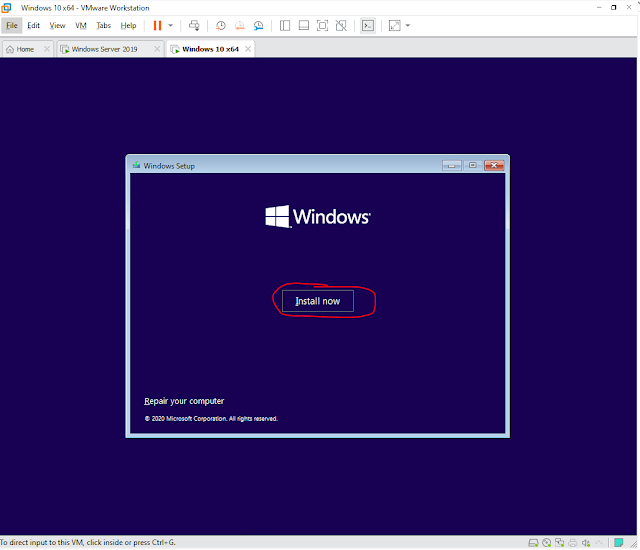 Windows 10 x64 - VMware Workstation
File Edit View VM Tabs Help
Home Windows Server 2019 Windows 10 x64
Windows Setup
Windows
Install now
Repair your computer
© 2020 Microsoft Corporation. All rights reserved.
To direct input to this VM, click inside or press Ctrl+G.